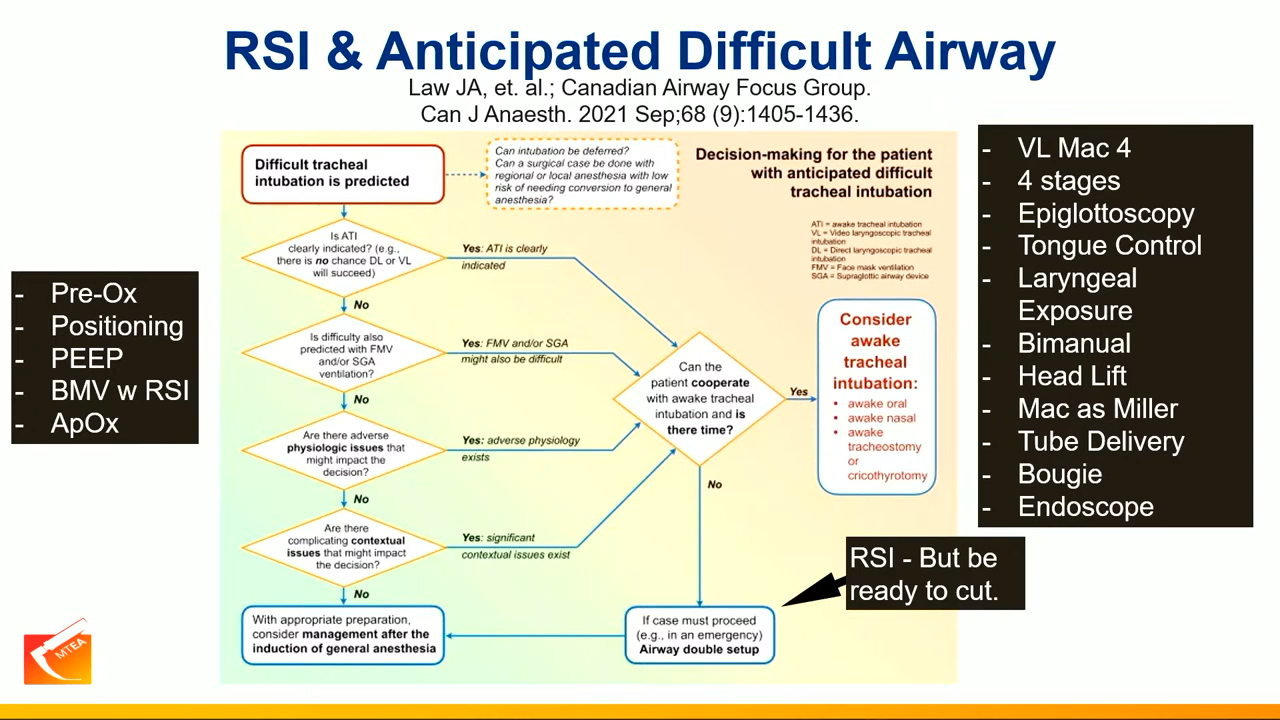 RSI & Anticipated Difficult Airway
Law JA, et. al.; Canadian Airway Focus Group.
Can J Anaesth. 2021 Sep;68 (9):1405-1436.
Difficult tracheal
intubation is predicted
Can intubation be deferred?
Can a surgical case be done with
regional or local anesthesia with low
risk of needing conversion to general
anesthesia?
Decision-making for the patient
with anticipated difficult
tracheal intubation
ATI = awake tracheal intubation
VL = Video laryngoscopic tracheal
intubation
DL = Direct laryngoscopic tracheal
intubation
FMV = Face mask ventilation
SGA = Supraglottic airway device
Is ATI
clearly indicated? (e.g.,
there is no chance DL or VL
will succeed)
Yes: ATI is clearly
indicated
No
Is difficulty also
predicted with FMV
and/or SGA
ventilation?
Yes: FMV and/or SGA
might also be difficult
No
Are there adverse
physiologic issues that
might impact the
decision?
Yes: adverse physiology
exists
No
Are there
complicating contextual
issues that might impact
the decision?
Yes: significant
contextual issues exist
No
With appropriate preparation,
consider management after the
induction of general anesthesia
Can the
patient cooperate
with awake tracheal
intubation and is
there time?
Yes
No
Consider
awake
tracheal
intubation:
▪ awake oral
▪ awake nasal
▪ awake
tracheostomy
or
cricothyrotomy
If case must proceed
(e.g., in an emergency)
Airway double setup
- Pre-Ox
- Positioning
- PEEP
- BMV w RSI
- ApOx
- VL Mac 4
- 4 stages
- Epiglottoscopy
- Tongue Control
- Laryngeal
Exposure
- Bimanual
- Head Lift
- Mac as Miller
- Tube Delivery
- Bougie
- Endoscope
RSI - But be
ready to cut.
MTEA